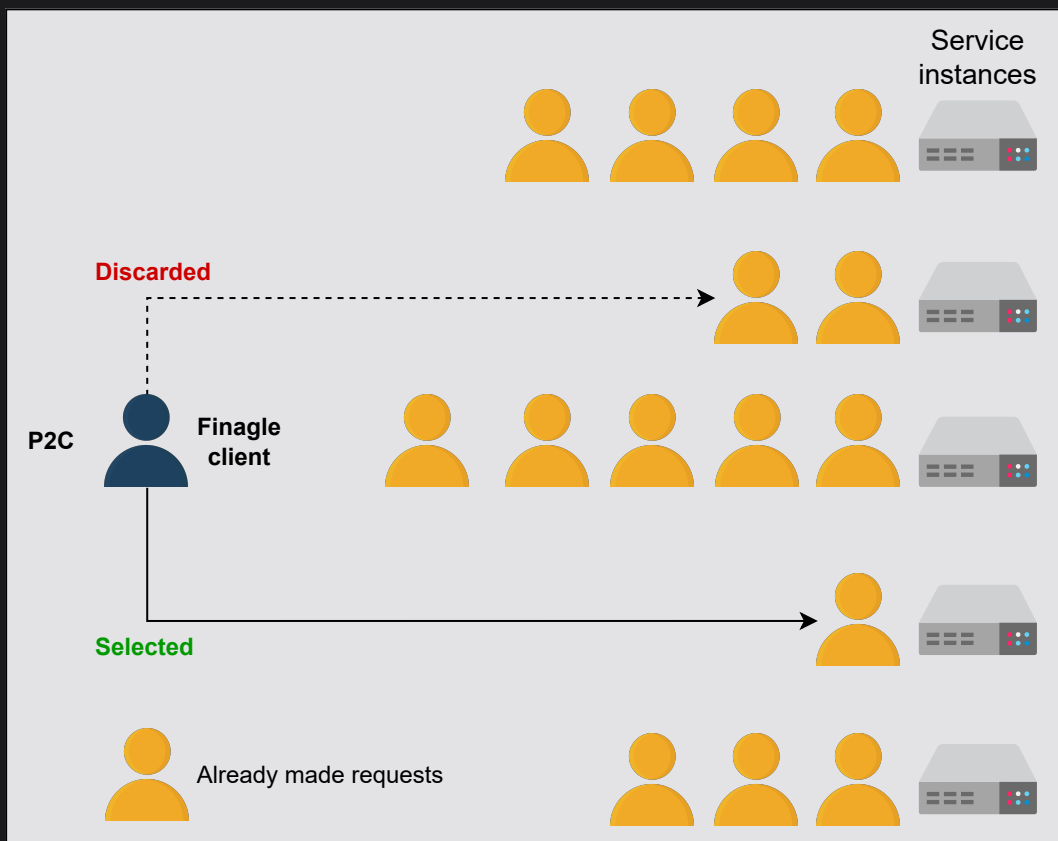 Service
instances
Discarded
P2C
Finagle
client
Selected
Already made requests